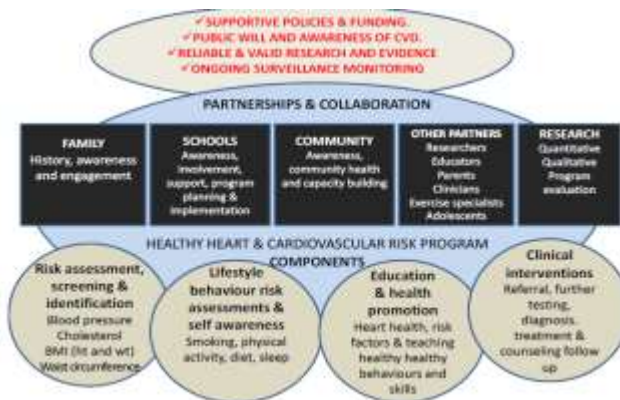 ✓SUPPORTIVE POLICIES & FUNDING.
✓PUBLIC WILL AND AWARENESS OF CVD.
✓RELIABLE & VALID RESEARCH AND EVIDENCE
✓ONGOING SURVEILLANCE MONITORING
PARTNERSHIPS & COLLABORATION
FAMILY
History, awareness
and engagement
SCHOOLS
Awareness,
involvement,
support, program
planning &
implementation
COMMUNITY
Awareness,
community health
and capacity building
OTHER PARTNERS
Researchers
Educators
Parents
Clinicians
Exercise specialists
Adolescents
RESEARCH
Quantitative
Qualitative
Program
evaluation
HEALTHY HEART & CARDIOVASCULAR RISK PROGRAM
COMPONENTS
Risk assessment,
screening &
identification
Blood pressure
Cholesterol
BMI (ht and wt)
Waist circumference
Lifestyle
behaviour risk
assessments &
self awareness
Smoking, physical
activity, diet, sleep
Education
& health
promotion
Heart health, risk
factors & teaching
healthy healthy
behaviours and
skills
Clinical
interventions
Referral, further
testing,
diagnosis,
treatment &
counseling follow
up